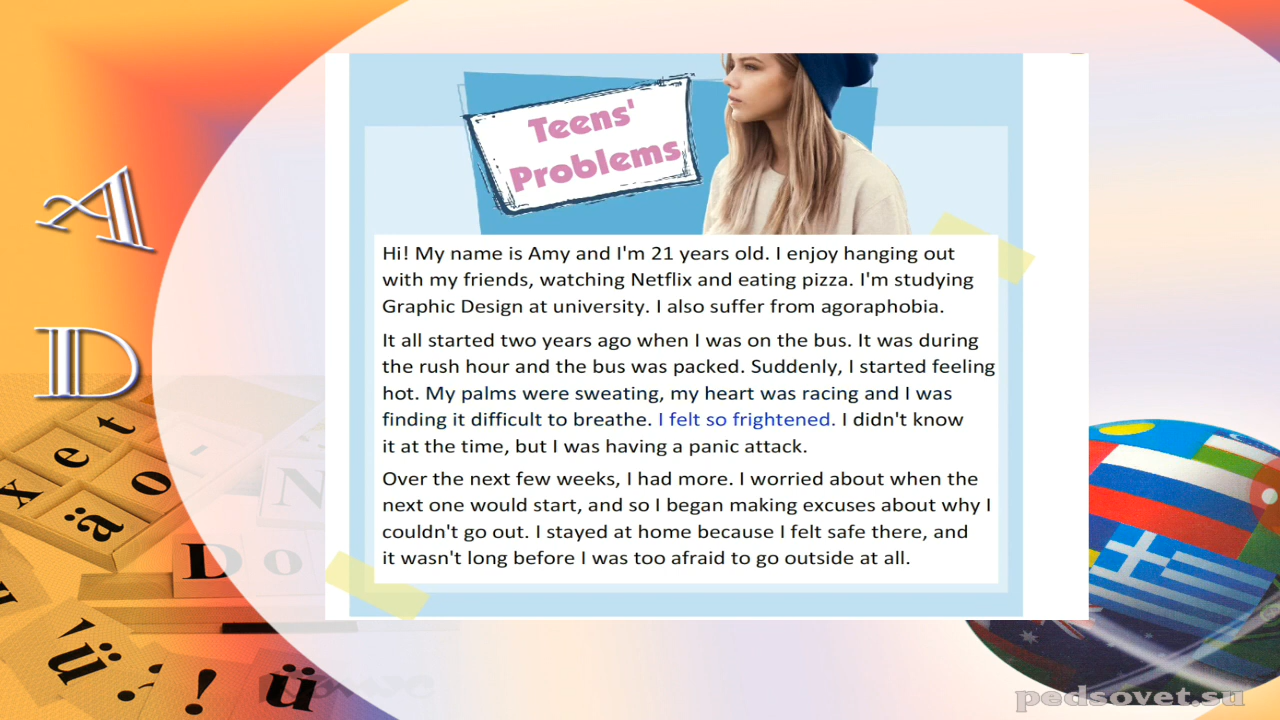 Teens'
Problems
Hi! My name is Amy and I'm 21 years old. I enjoy hanging out
with my friends, watching Netflix and eating pizza. I'm studying
Graphic Design at university. I also suffer from agoraphobia.
It all started two years ago when I was on the bus. It was during
the rush hour and the bus was packed. Suddenly, I started feeling
hot. My palms were sweating, my heart was racing and I was
finding it difficult to breathe. I felt so frightened. I didn't know
it at the time, but I was having a panic attack.
Over the next few weeks, I had more. I worried about when the
next one would start, and so I began making excuses about why I
couldn't go out. I stayed at home because I felt safe there, and
it wasn't long before I was too afraid to go outside at all.
A
D
t
e
x
o
ä
N
D o
ü
!
ü
pedsovet.su